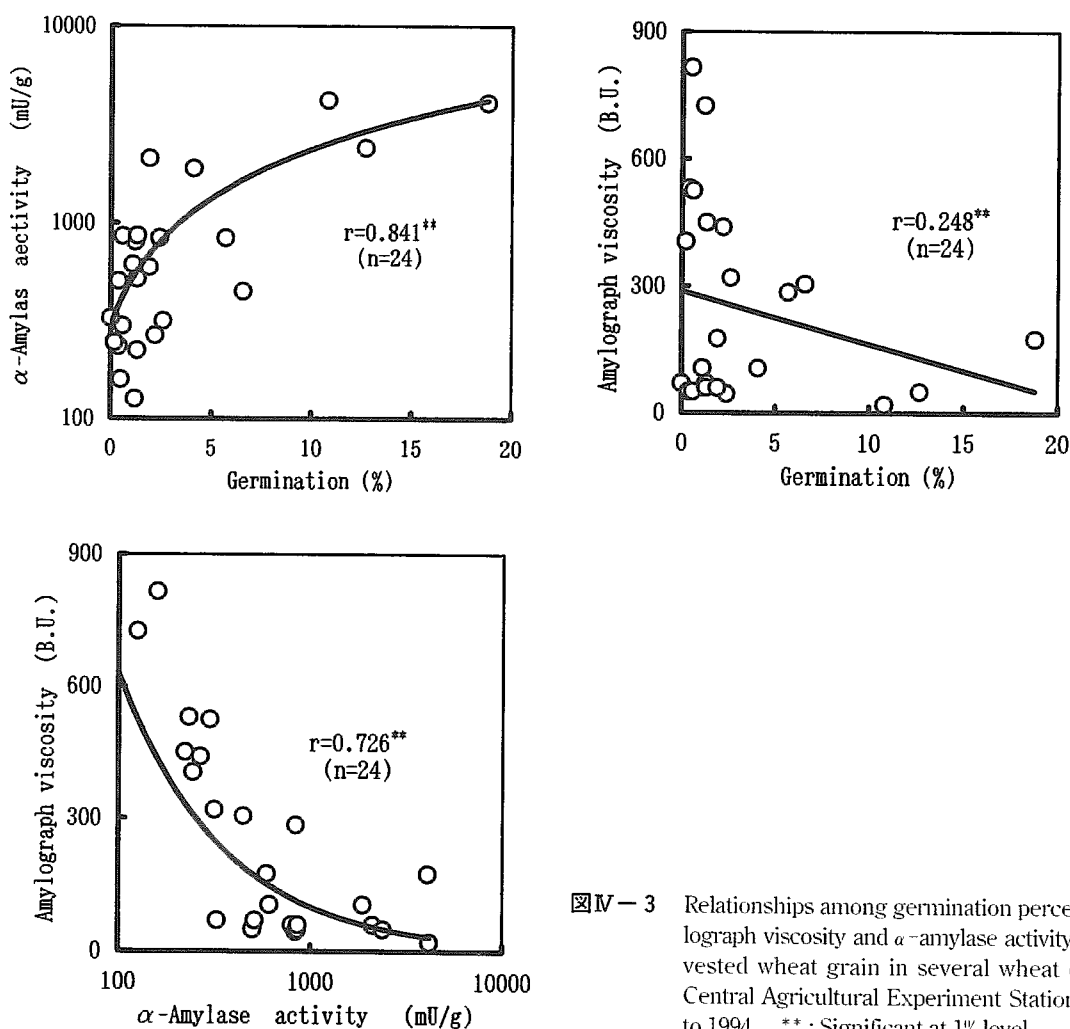 10000
1000
100
α-Amylas aectivity (mU/g)
r=0.841**
(n=24)
0 5 10 15 20
Germination (%)
900
600
300
0
Amylograph viscosity (B.U.)
r=0.248**
(n=24)
0 5 10 15 20
Germination (%)
900
600
300
0
Amylograph viscosity (B.U.)
r=0.726**
(n=24)
100 1000 10000
α-Amylase activity (mU/g)
図Ⅳ－3 Relationships among germination perce
lograph viscosity and α-amylase activity
vested wheat grain in several wheat
Central Agricultural Experiment Station
to 1994. **: Significant at 1% level